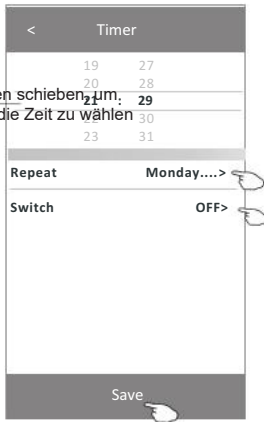 < Timer
19 27
20 28
en schieben, um,
21 : 29
die Zeit zu wählen
22 30
23 31
Repeat Monday....>
Switch OFF>
Save